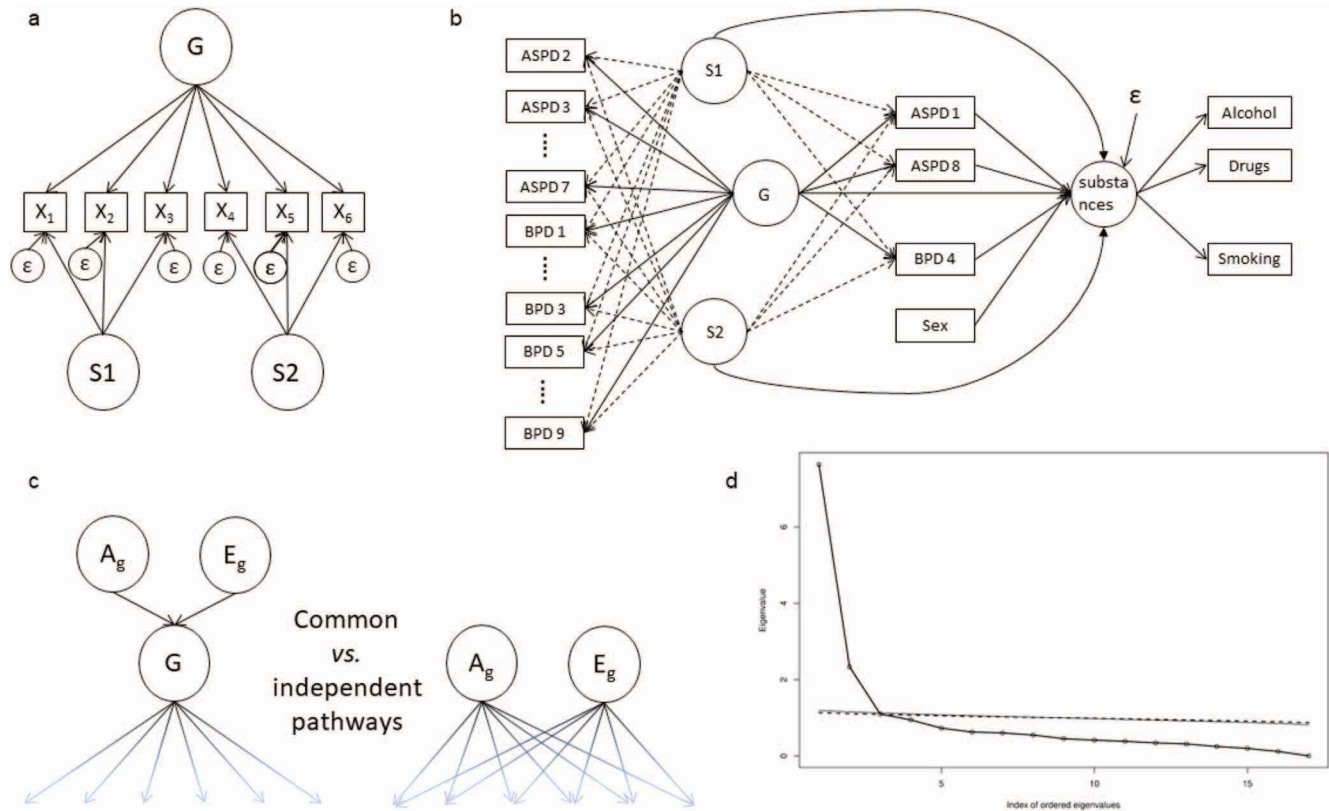 a
G
X1 X2 X3 X4 X5 X6
ε ε ε ε ε ε
S1 S2
b
ASPD 2
ASPD 3
ASPD 7
BPD 1
BPD 3
BPD 5
BPD 9
S1
G
S2
ASPD 1
ASPD 8
BPD 4
Sex
ε
substa
nces
Alcohol
Drugs
Smoking
c
Ag Eg
G
Common
vs.
independent
pathways
Ag Eg
d
Eigenvalue
6
4
2
0
5 10 15
Index of ordered eigenvalues